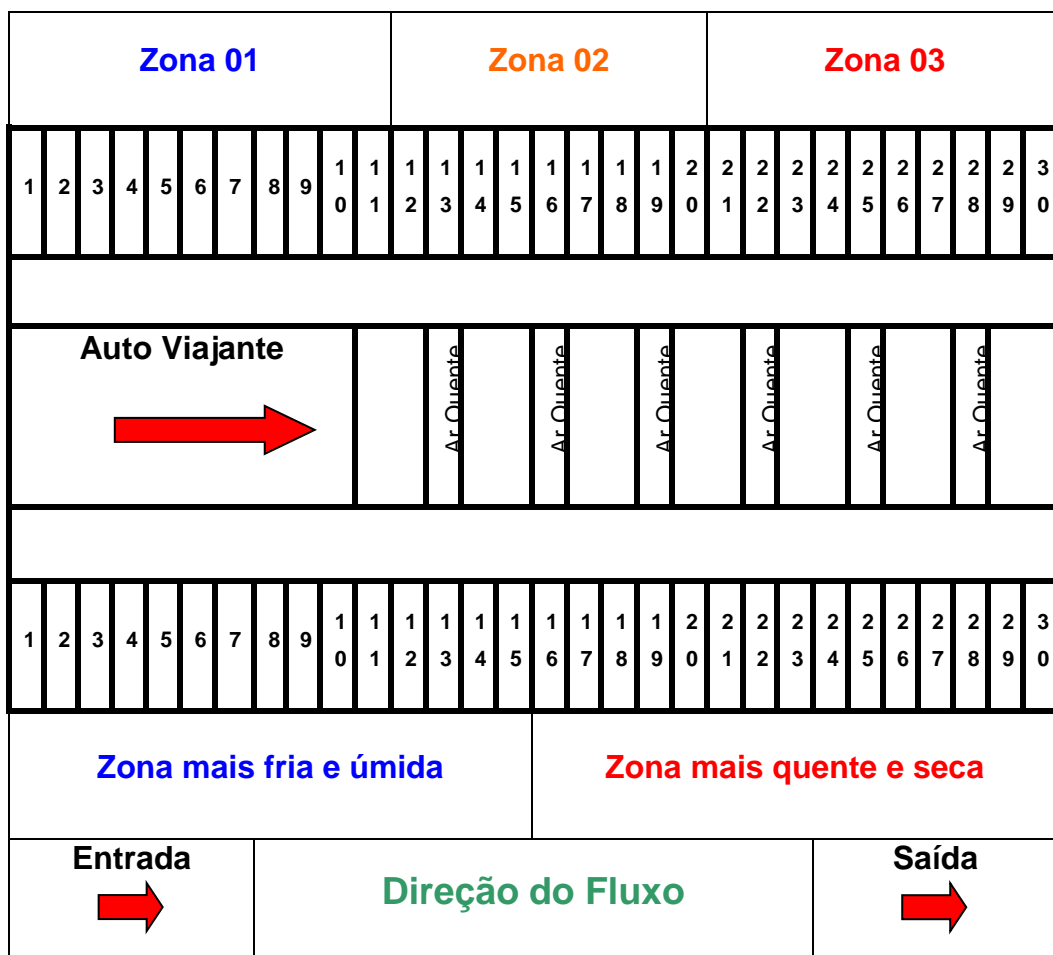 Zona 01 Zona 02 Zona 03
1 2 3 4 5 6 7 8 9 10 11 12 13 14 15 16 17 18 19 20 21 22 23 24 25 26 27 28 29 30
Auto Viajante
Ar Quente Ar Quente Ar Quente Ar Quente Ar Quente Ar Quente
1 2 3 4 5 6 7 8 9 10 11 12 13 14 15 16 17 18 19 20 21 22 23 24 25 26 27 28 29 30
Zona mais fria e úmida Zona mais quente e seca
Entrada Direção do Fluxo Saída